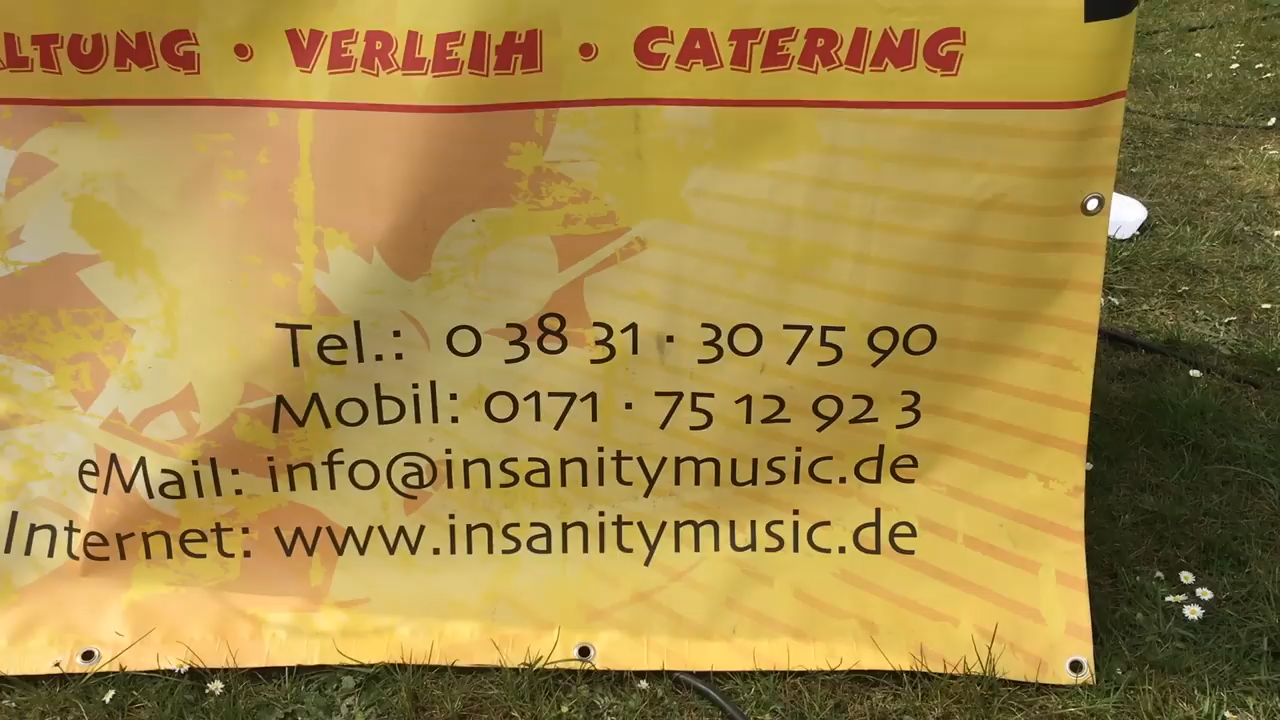 LTUNG • VERLEIH • CATERING
Tel.: 0 38 31 · 30 75 90
Mobil: 0171 · 75 12 92 3
eMail: info@insanitymusic.de
Internet: www.insanitymusic.de